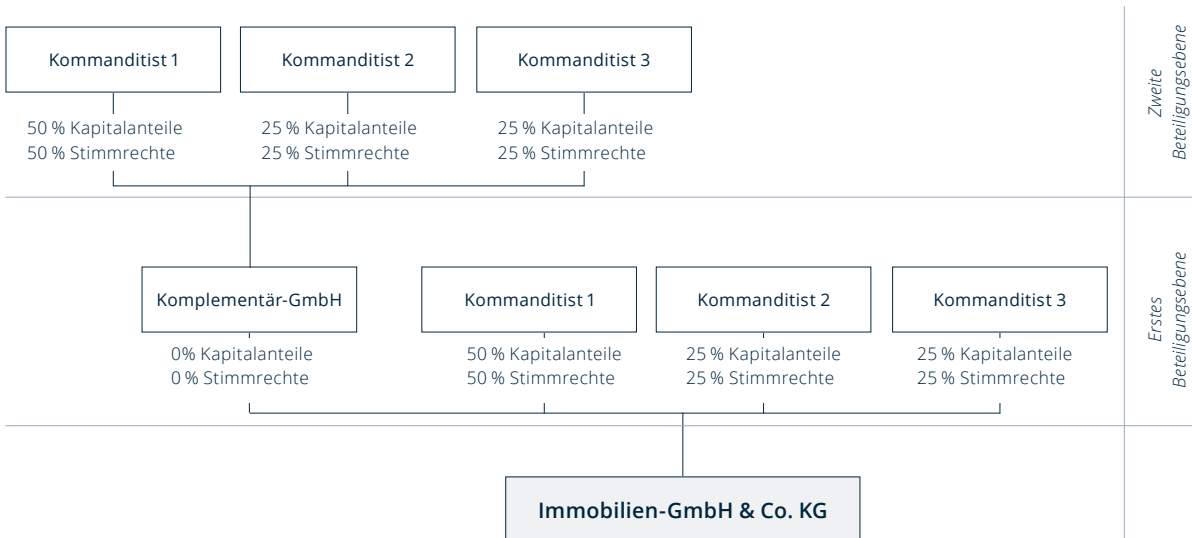 Kommanditist 1
Kommanditist 2
Kommanditist 3
50 % Kapitalanteile
50 % Stimmrechte
25 % Kapitalanteile
25 % Stimmrechte
25 % Kapitalanteile
25 % Stimmrechte
Zweite
Beteiligungsebene
Komplementär-GmbH
Kommanditist 1
Kommanditist 2
Kommanditist 3
0% Kapitalanteile
0 % Stimmrechte
50 % Kapitalanteile
50 % Stimmrechte
25 % Kapitalanteile
25 % Stimmrechte
25 % Kapitalanteile
25 % Stimmrechte
Erstes
Beteiligungsebene
Immobilien-GmbH & Co. KG